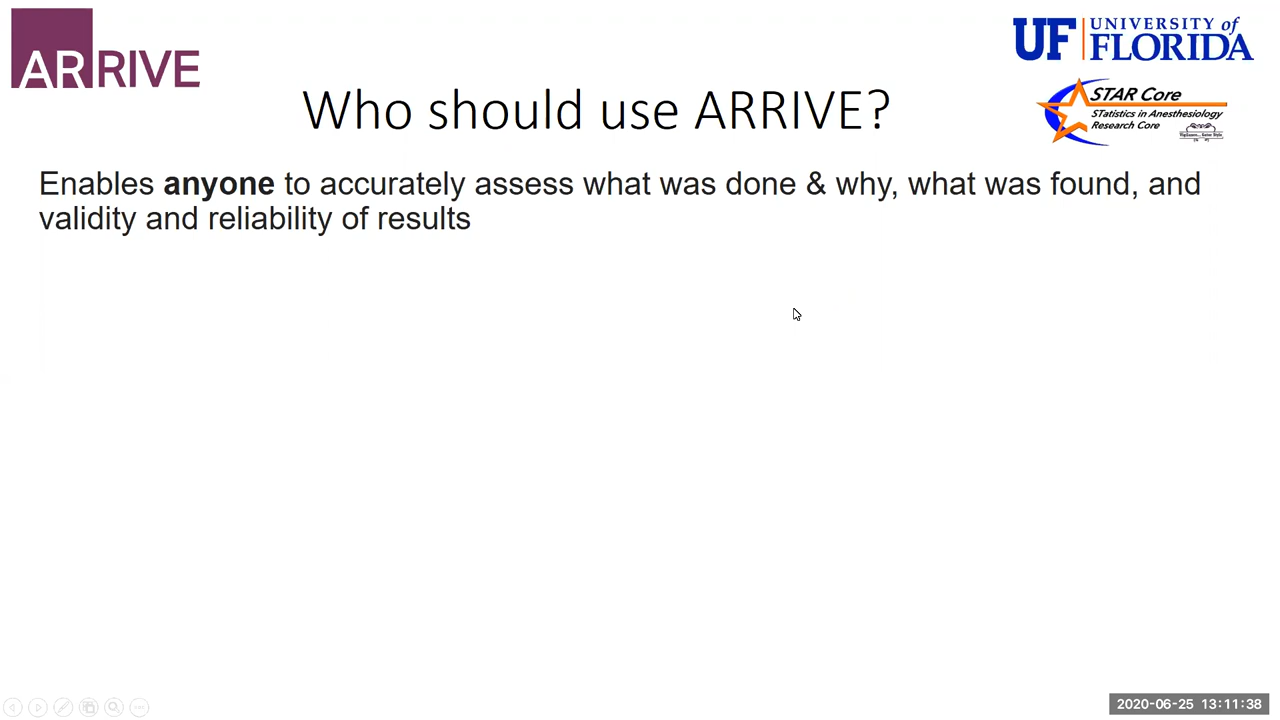 ARRIVE
UNIVERSITY of
UF FLORIDA
STAR Core
STatistics in Anesthesiology
Research Core
Who should use ARRIVE?
Enables anyone to accurately assess what was done & why, what was found, and
validity and reliability of results
2020-06-25 13:11:38